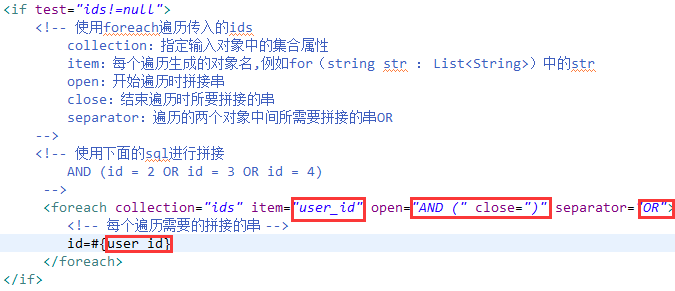 <if test="ids!=null">
<!-- 使用foreach遍历传入的ids
collection：指定输入对象中的集合属性
item：每个遍历生成的对象名,例如for（string str : List<String>）中的str
open：开始遍历时拼接串
close：结束遍历时所要拼接的串
separator：遍历的两个对象中间所需要拼接的串OR
-->
<!-- 使用下面的sql进行拼接
AND (id = 2 OR id = 3 OR id = 4)
-->
<foreach collection="ids" item="user_id" open="AND (" close=")" separator="OR">
<!-- 每个遍历需要的拼接的串 -->
id=#{user_id}
</foreach>
</if>